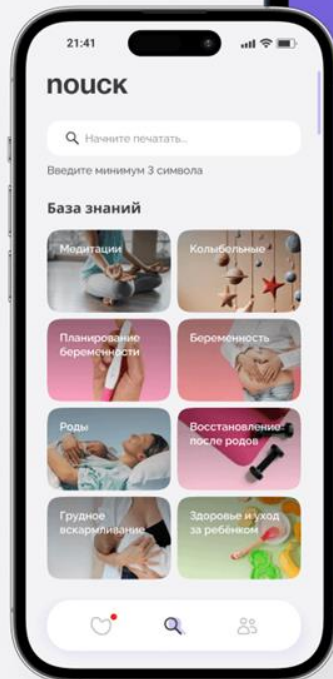 21:41
поиск
Начните печатать...
Введите минимум 3 символа
База знаний
Медитации
Колыбельные
Планирование
беременности
Беременность
Роды
Восстановление
после родов
Грудное
вскармливание
Здоровье и уход
за ребёнком